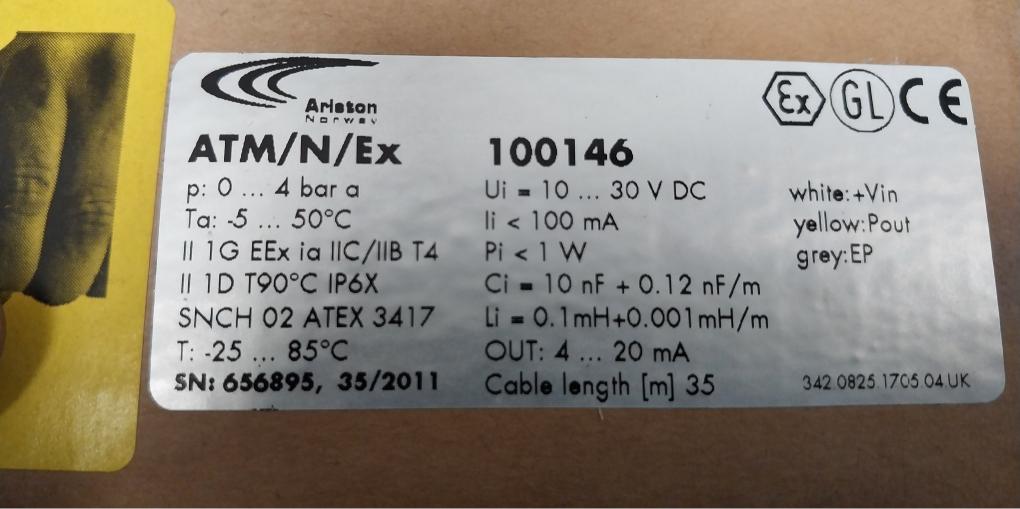 Ariston
Norway
Ex GL CE
ATM/N/Ex 100146
p: 0 ... 4 bar a Ui = 10 ... 30 V DC white:+Vin
Ta: -5 ... 50°C Ii < 100 mA yellow:Pout
II 1G EEx ia IIC/IIB T4 Pi < 1 W grey:EP
II 1D T90°C IP6X Ci = 10 nF + 0.12 nF/m
SNCH 02 ATEX 3417 Li = 0.1mH+0.001mH/m
T: -25 ... 85°C OUT: 4 ... 20 mA
SN: 656895, 35/2011 Cable length [m] 35 342.0825.1705.04.UK